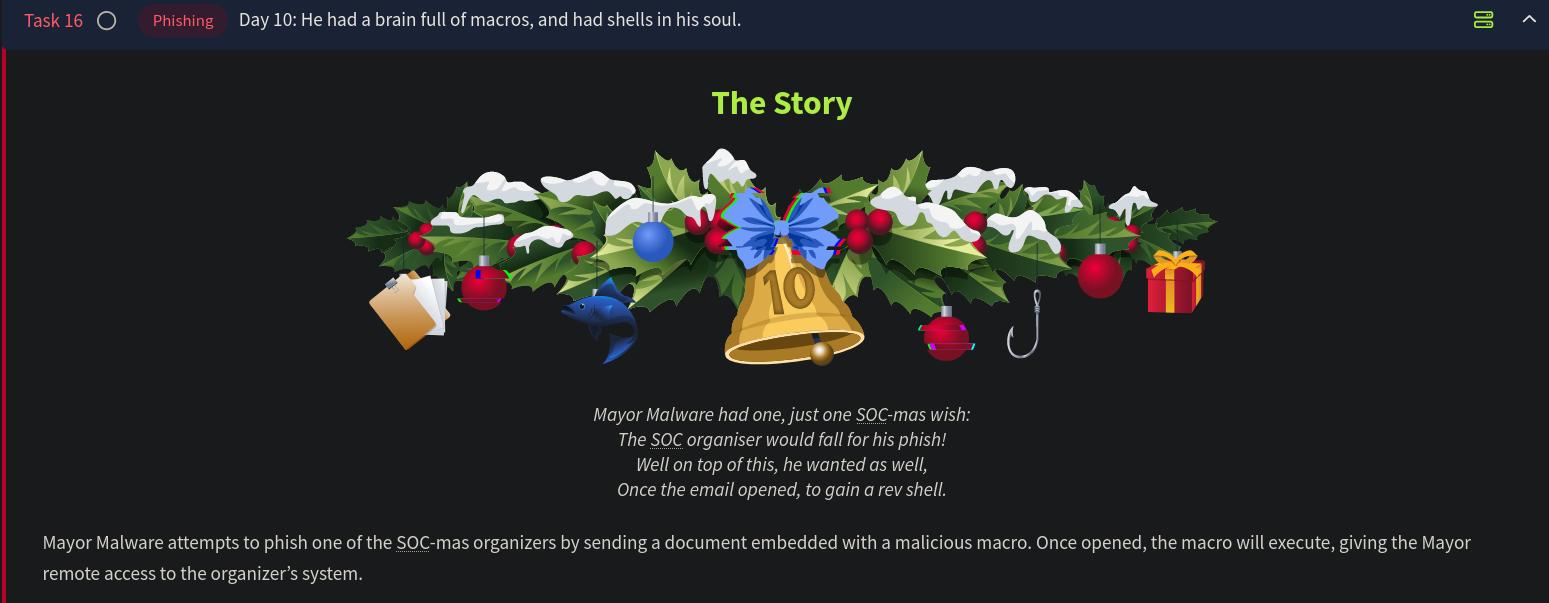 Task 16 Phishing Day 10: He had a brain full of macros, and had shells in his soul.
The Story
10
Mayor Malware had one, just one SOC-mas wish:
The SOC organiser would fall for his phish!
Well on top of this, he wanted as well,
Once the email opened, to gain a rev shell.
Mayor Malware attempts to phish one of the SOC-mas organizers by sending a document embedded with a malicious macro. Once opened, the macro will execute, giving the Mayor
remote access to the organizer’s system.